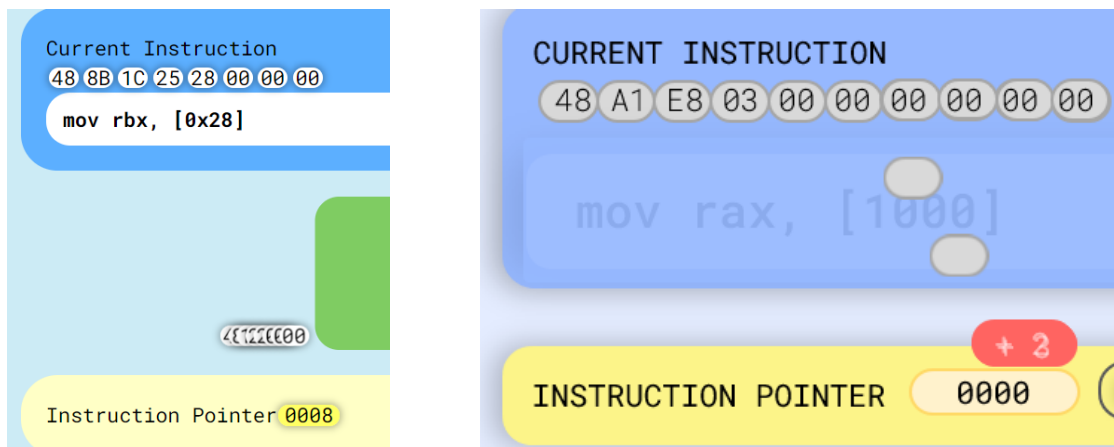 Current Instruction
48 8B 1C 25 28 00 00 00
mov rbx, [0x28]
Instruction Pointer 0008
CURRENT INSTRUCTION
48 A1 E8 03 00 00 00 00 00 00
mov rax, [1000]
+
INSTRUCTION POINTER 0000